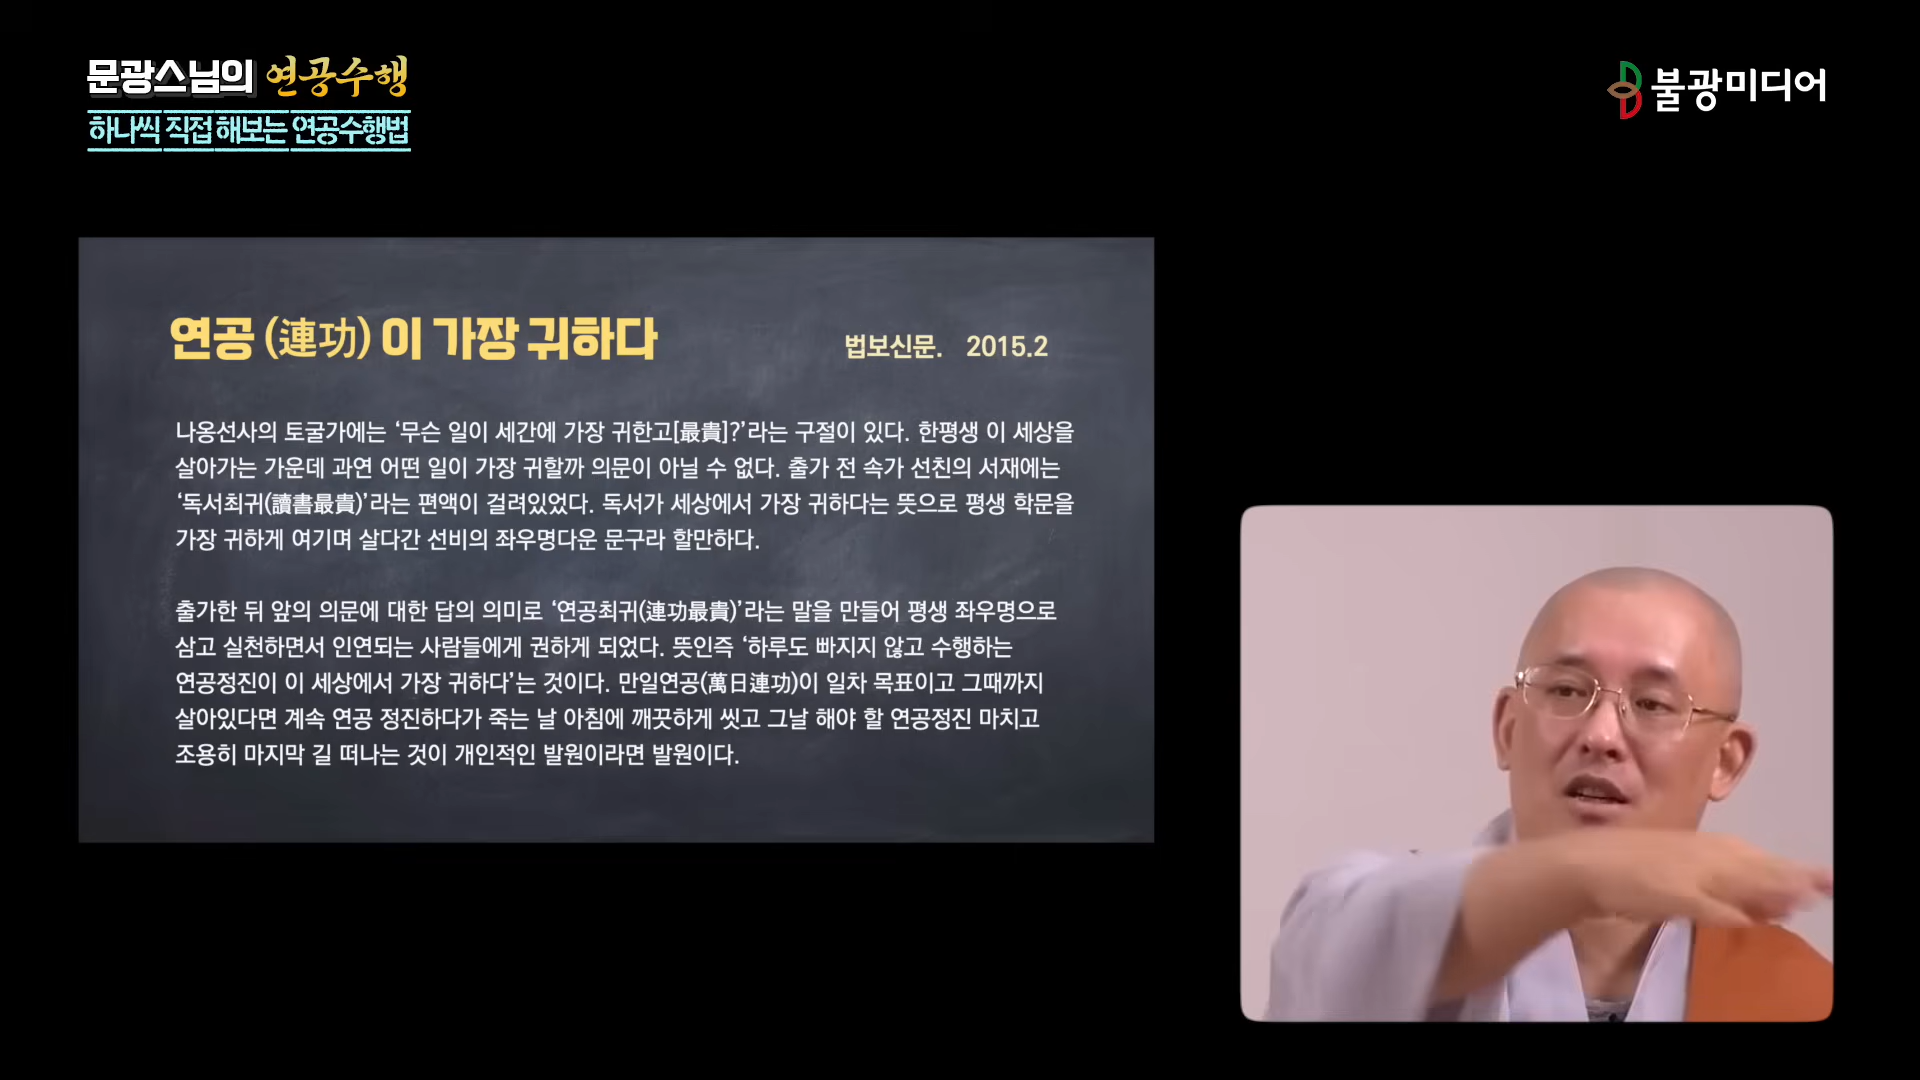 문광스님의 연공수행
하나씩 직접 해보는 연공수행법
불광미디어
연공(連功)이 가장 귀하다
법보신문. 2015.2
나옹선사의 토굴가에는 ‘무슨 일이 세간에 가장 귀한고[最貴]?’라는 구절이 있다. 한평생 이 세상을
살아가는 가운데 과연 어떤 일이 가장 귀할까 의문이 아닐 수 없다. 출가 전 속가 선친의 서재에는
‘독서최귀(讀書最貴)’라는 편액이 걸려있었다. 독서가 세상에서 가장 귀하다는 뜻으로 평생 학문을
가장 귀하게 여기며 살다간 선비의 좌우명다운 문구라 할만하다.
출가한 뒤 앞의 의문에 대한 답의 의미로 ‘연공최귀(連功最貴)’라는 말을 만들어 평생 좌우명으로
삼고 실천하면서 인연되는 사람들에게 권하게 되었다. 뜻인즉 ‘하루도 빠지지 않고 수행하는
연공정진이 이 세상에서 가장 귀하다’는 것이다. 만일연공(萬日連功)이 일차 목표이고 그때까지
살아있다면 계속 연공 정진하다가 죽는 날 아침에 깨끗하게 씻고 그날 해야 할 연공정진 마치고
조용히 마지막 길 떠나는 것이 개인적인 발원이라면 발원이다.